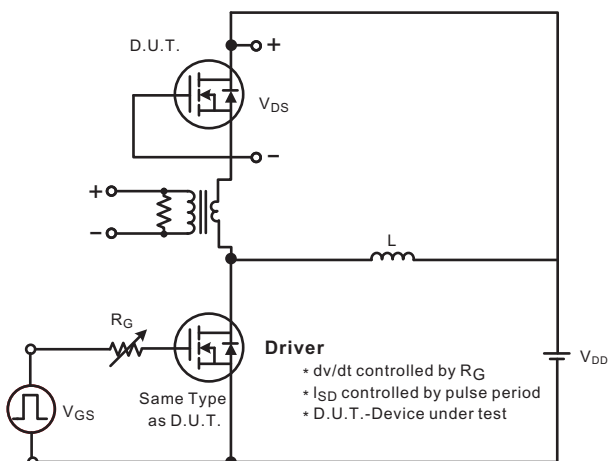 D.U.T.
+
VDS
−
+
−
L
RG
Driver
VDD
* dv/dt controlled by RG
* ISD controlled by pulse period
* D.U.T.-Device under test
VGS
Same Type
as D.U.T.